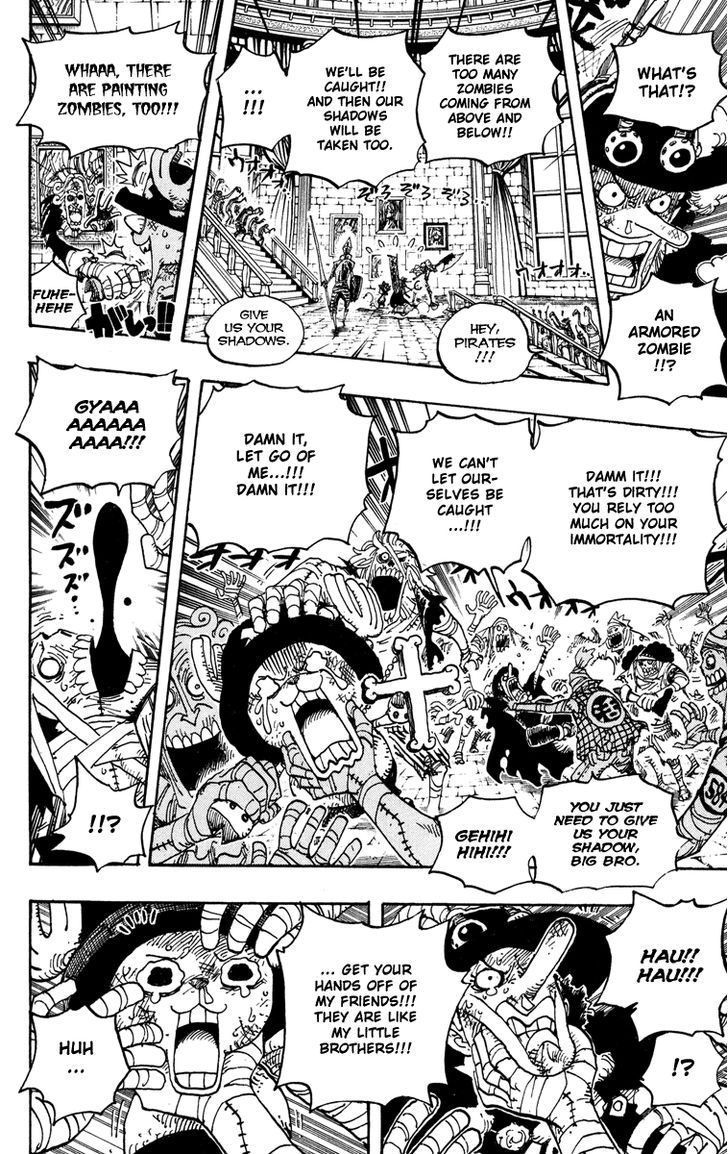 WHAT'S
THAT!?
AN
ARMORED
ZOMBIE
!!?
THERE ARE
TOO MANY
ZOMBIES
COMING FROM
ABOVE AND
BELOW!!
WE'LL BE
CAUGHT!!
AND THEN OUR
SHADOWS
WILL BE
TAKEN TOO.
...
!!!
HEY,
PIRATES
!!!
GIVE
US YOUR
SHADOWS.
WHAAA, THERE
ARE PAINTING
ZOMBIES, TOO!!!
FUHE-
HEHE
DAMM IT!!!
THAT'S DIRTY!!!
YOU RELY TOO
MUCH ON YOUR
IMMORTALITY!!!
WE CAN'T
LET OUR-
SELVES BE
CAUGHT
...!!!
DAMN IT,
LET GO OF
ME...!!!
DAMN IT!!!
YOU JUST
NEED TO GIVE
US YOUR
SHADOW,
BIG BRO.
GEHIHI
HIHI!!!
GYAAA
AAAAAA
AAAA!!!
ズズズ
!!?
HAU!!
HAU!!!
!?
... GET YOUR
HANDS OFF OF
MY FRIENDS!!!
THEY ARE LIKE
MY LITTLE
BROTHERS!!!
HUH
...